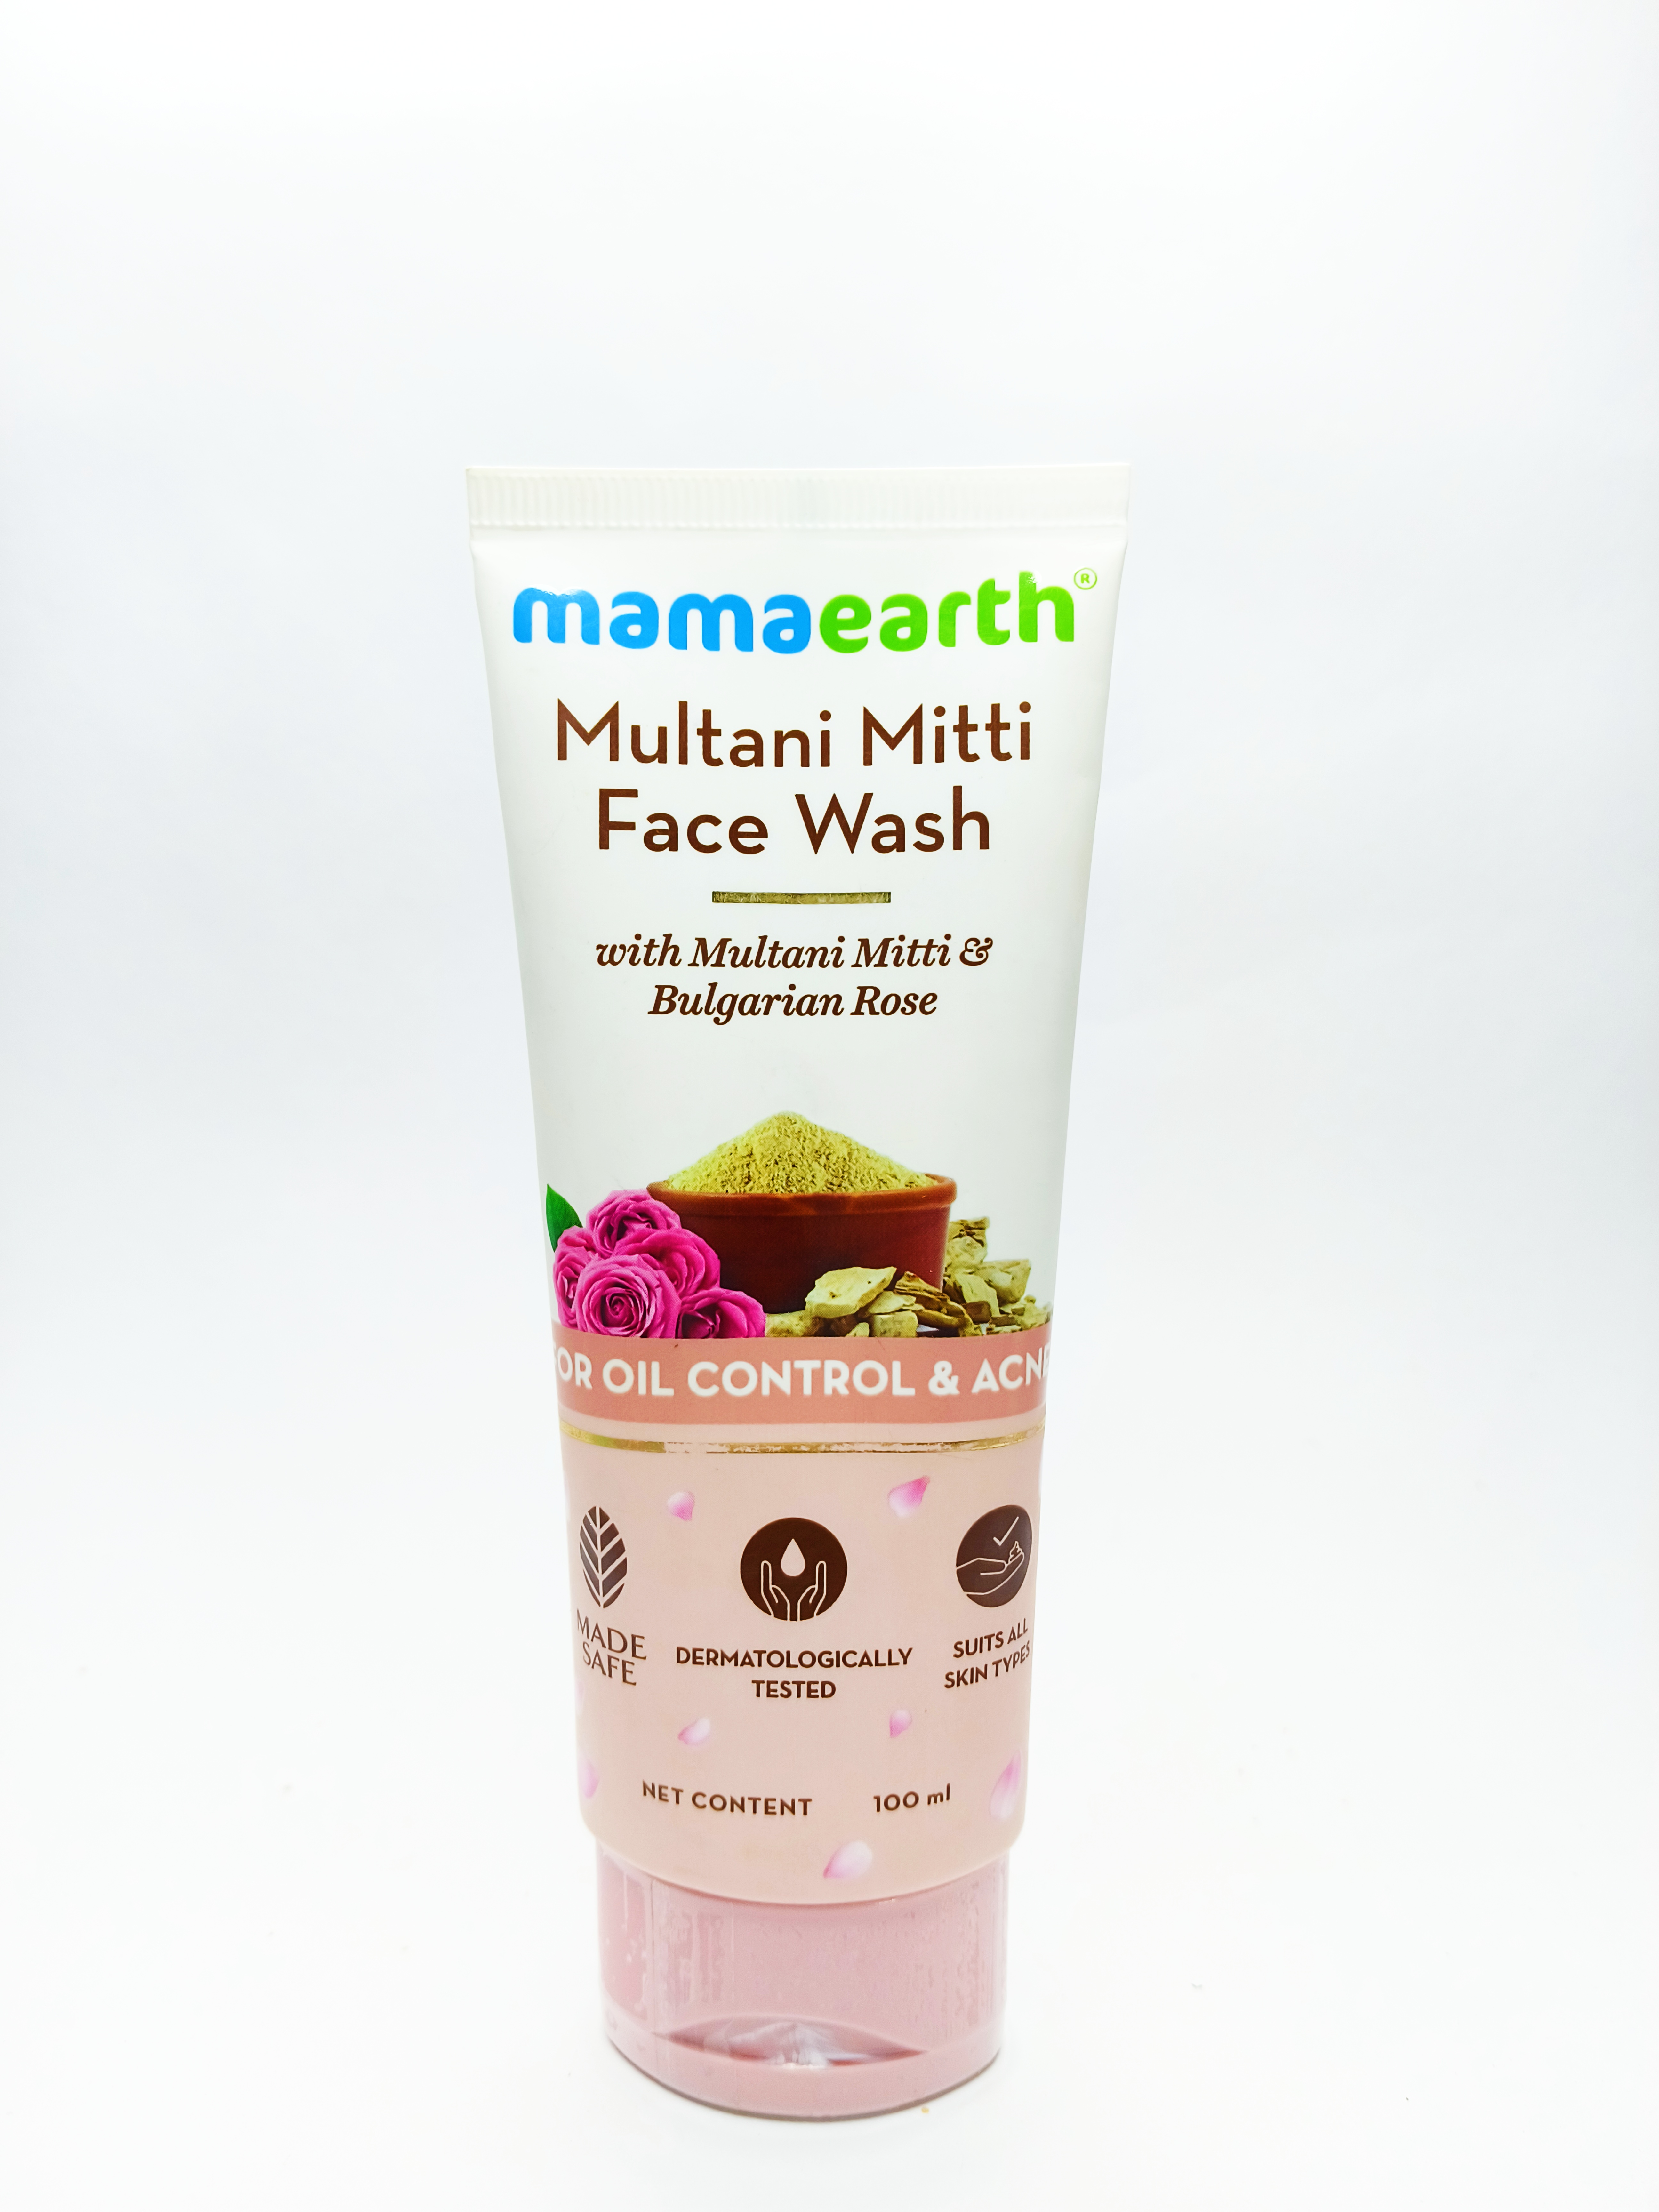 mamaearth®
Multani Mitti
Face Wash
with Multani Mitti &
Bulgarian Rose
OR OIL CONTROL & ACNE
MADE
SAFE
DERMATOLOGICALLY
TESTED
SUITS ALL
SKIN TYPES
NET CONTENT 100 ml